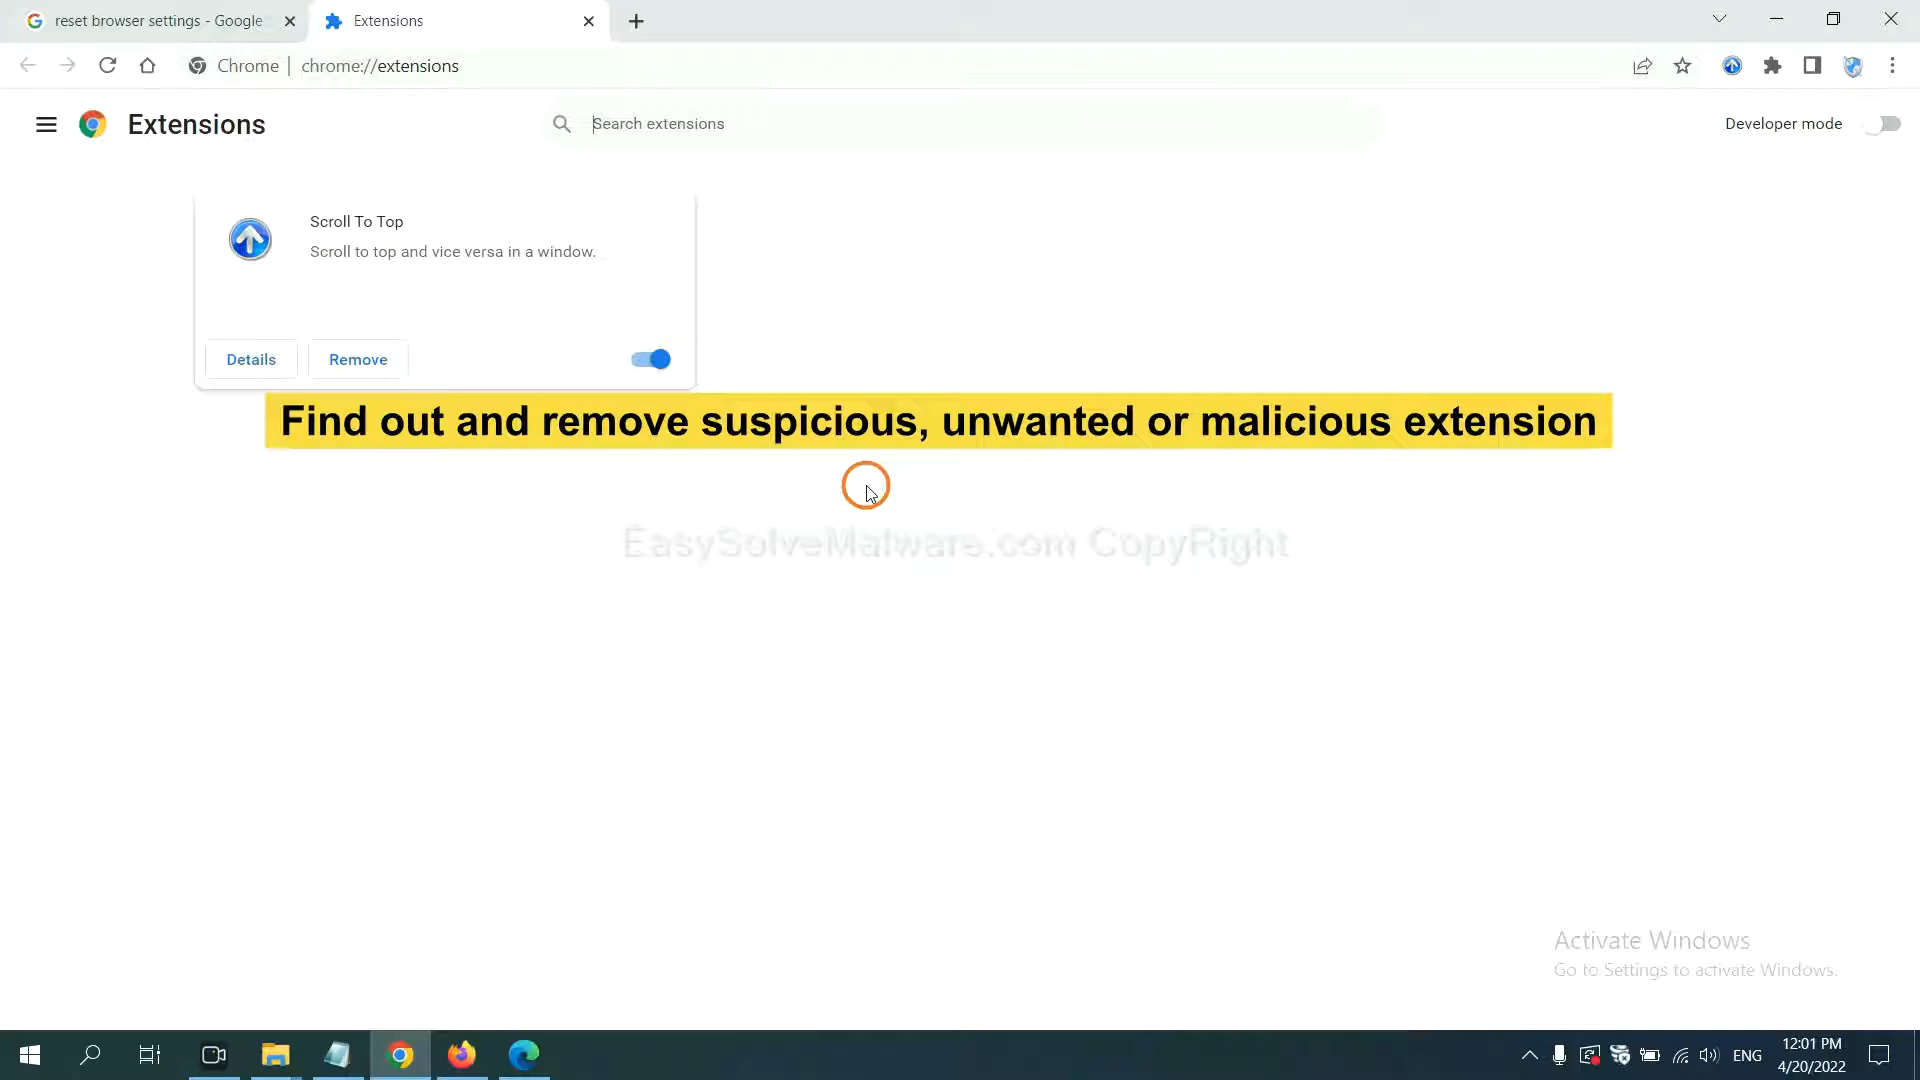 reset browser settings - Google
Extensions
Chrome | chrome://extensions
Extensions
Search extensions
Developer mode
Scroll To Top
Scroll to top and vice versa in a window.
Details
Remove
Find out and remove suspicious, unwanted or malicious extension
EasySolveMalware.com CopyRight
Activate Windows
Go to Settings to activate Windows.
ENG
12:01 PM
4/20/2022